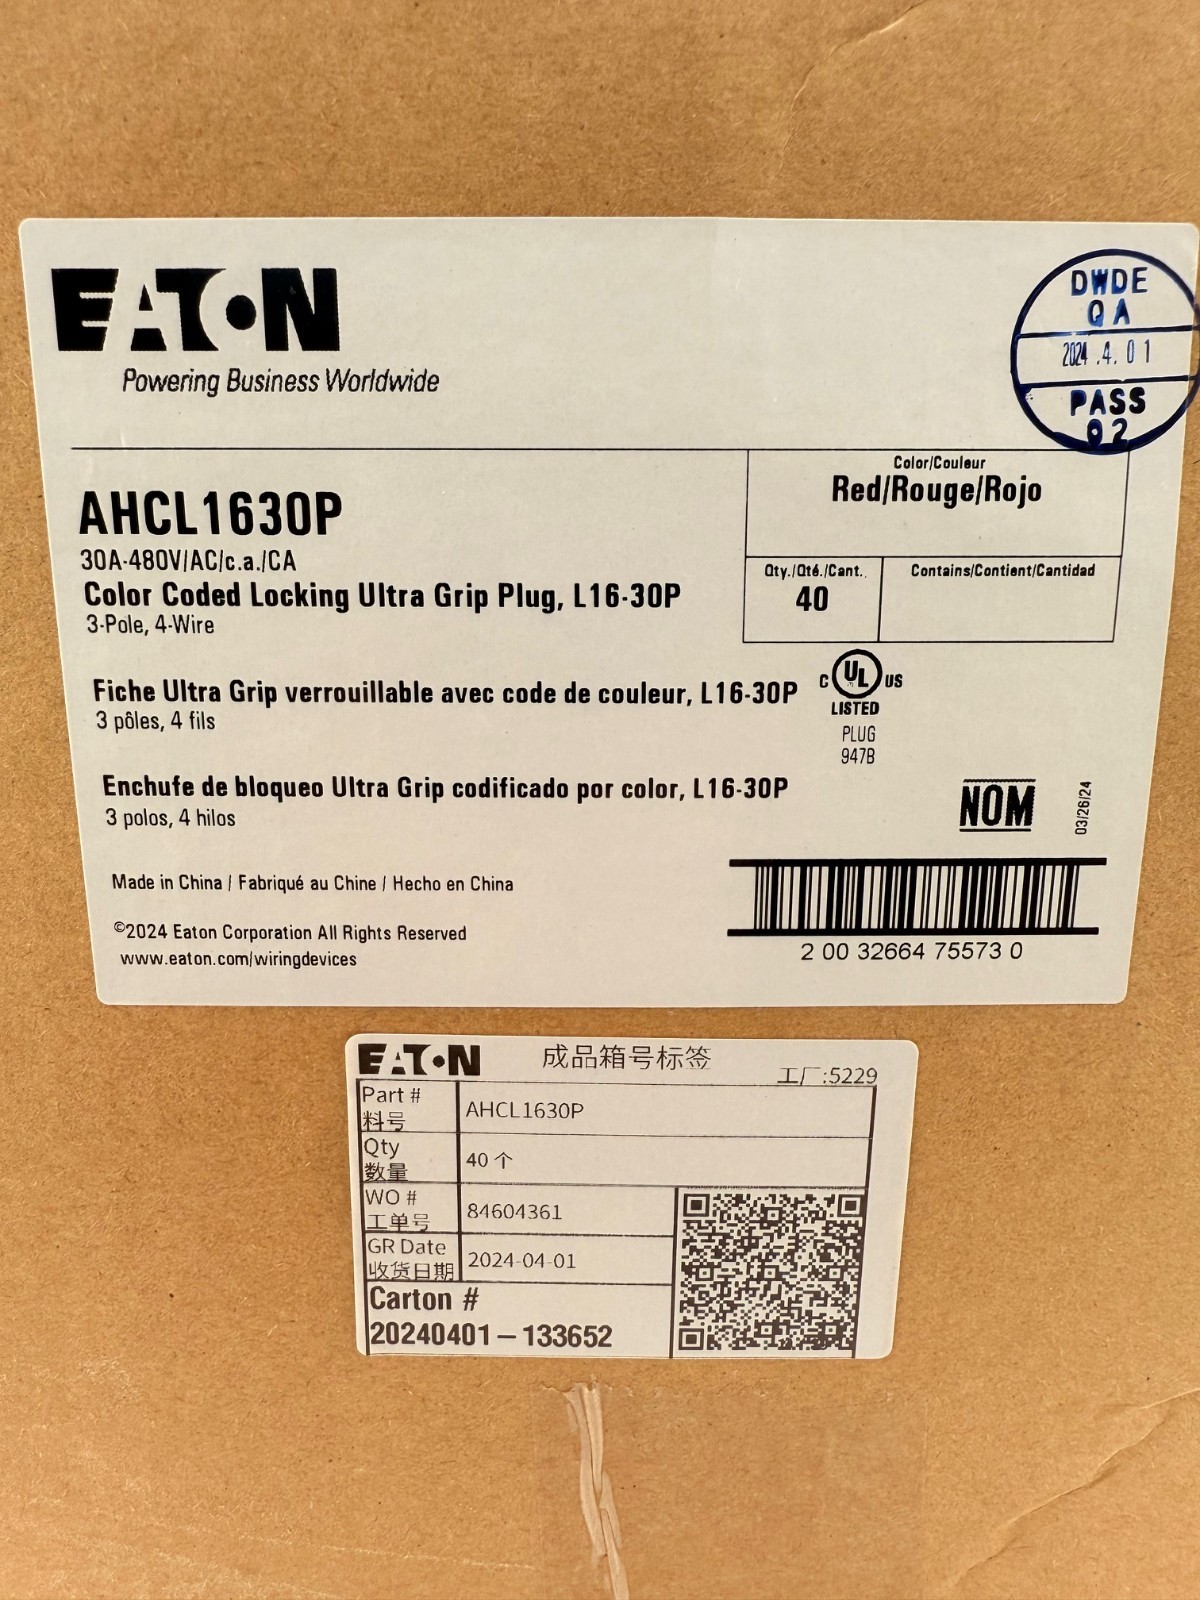 EATON
Powering Business Worldwide
DWDE
QA
2024.4.01
PASS
02
AHCL1630P
30A-480V/AC/c.a./CA
Color Coded Locking Ultra Grip Plug, L16-30P
3-Pole, 4-Wire
Color/Couleur
Red/Rouge/Rojo
Qty./Qté./Cant.
40
Contains/Contient/Cantidad
Fiche Ultra Grip verrouillable avec code de couleur, L16-30P
3 pôles, 4 fils
C UL US
LISTED
PLUG
947B
Enchufe de bloqueo Ultra Grip codificado por color, L16-30P
3 polos, 4 hilos
NOM
03/26/24
Made in China / Fabriqué au Chine / Hecho en China
©2024 Eaton Corporation All Rights Reserved
www.eaton.com/wiringdevices
2 00 32664 75573 0
EATON 成品箱号标签
工厂:5229
Part #
料号
AHCL1630P
Qty
数量
40 个
WO #
工单号
84604361
GR Date
收货日期
2024-04-01
Carton #
20240401-133652